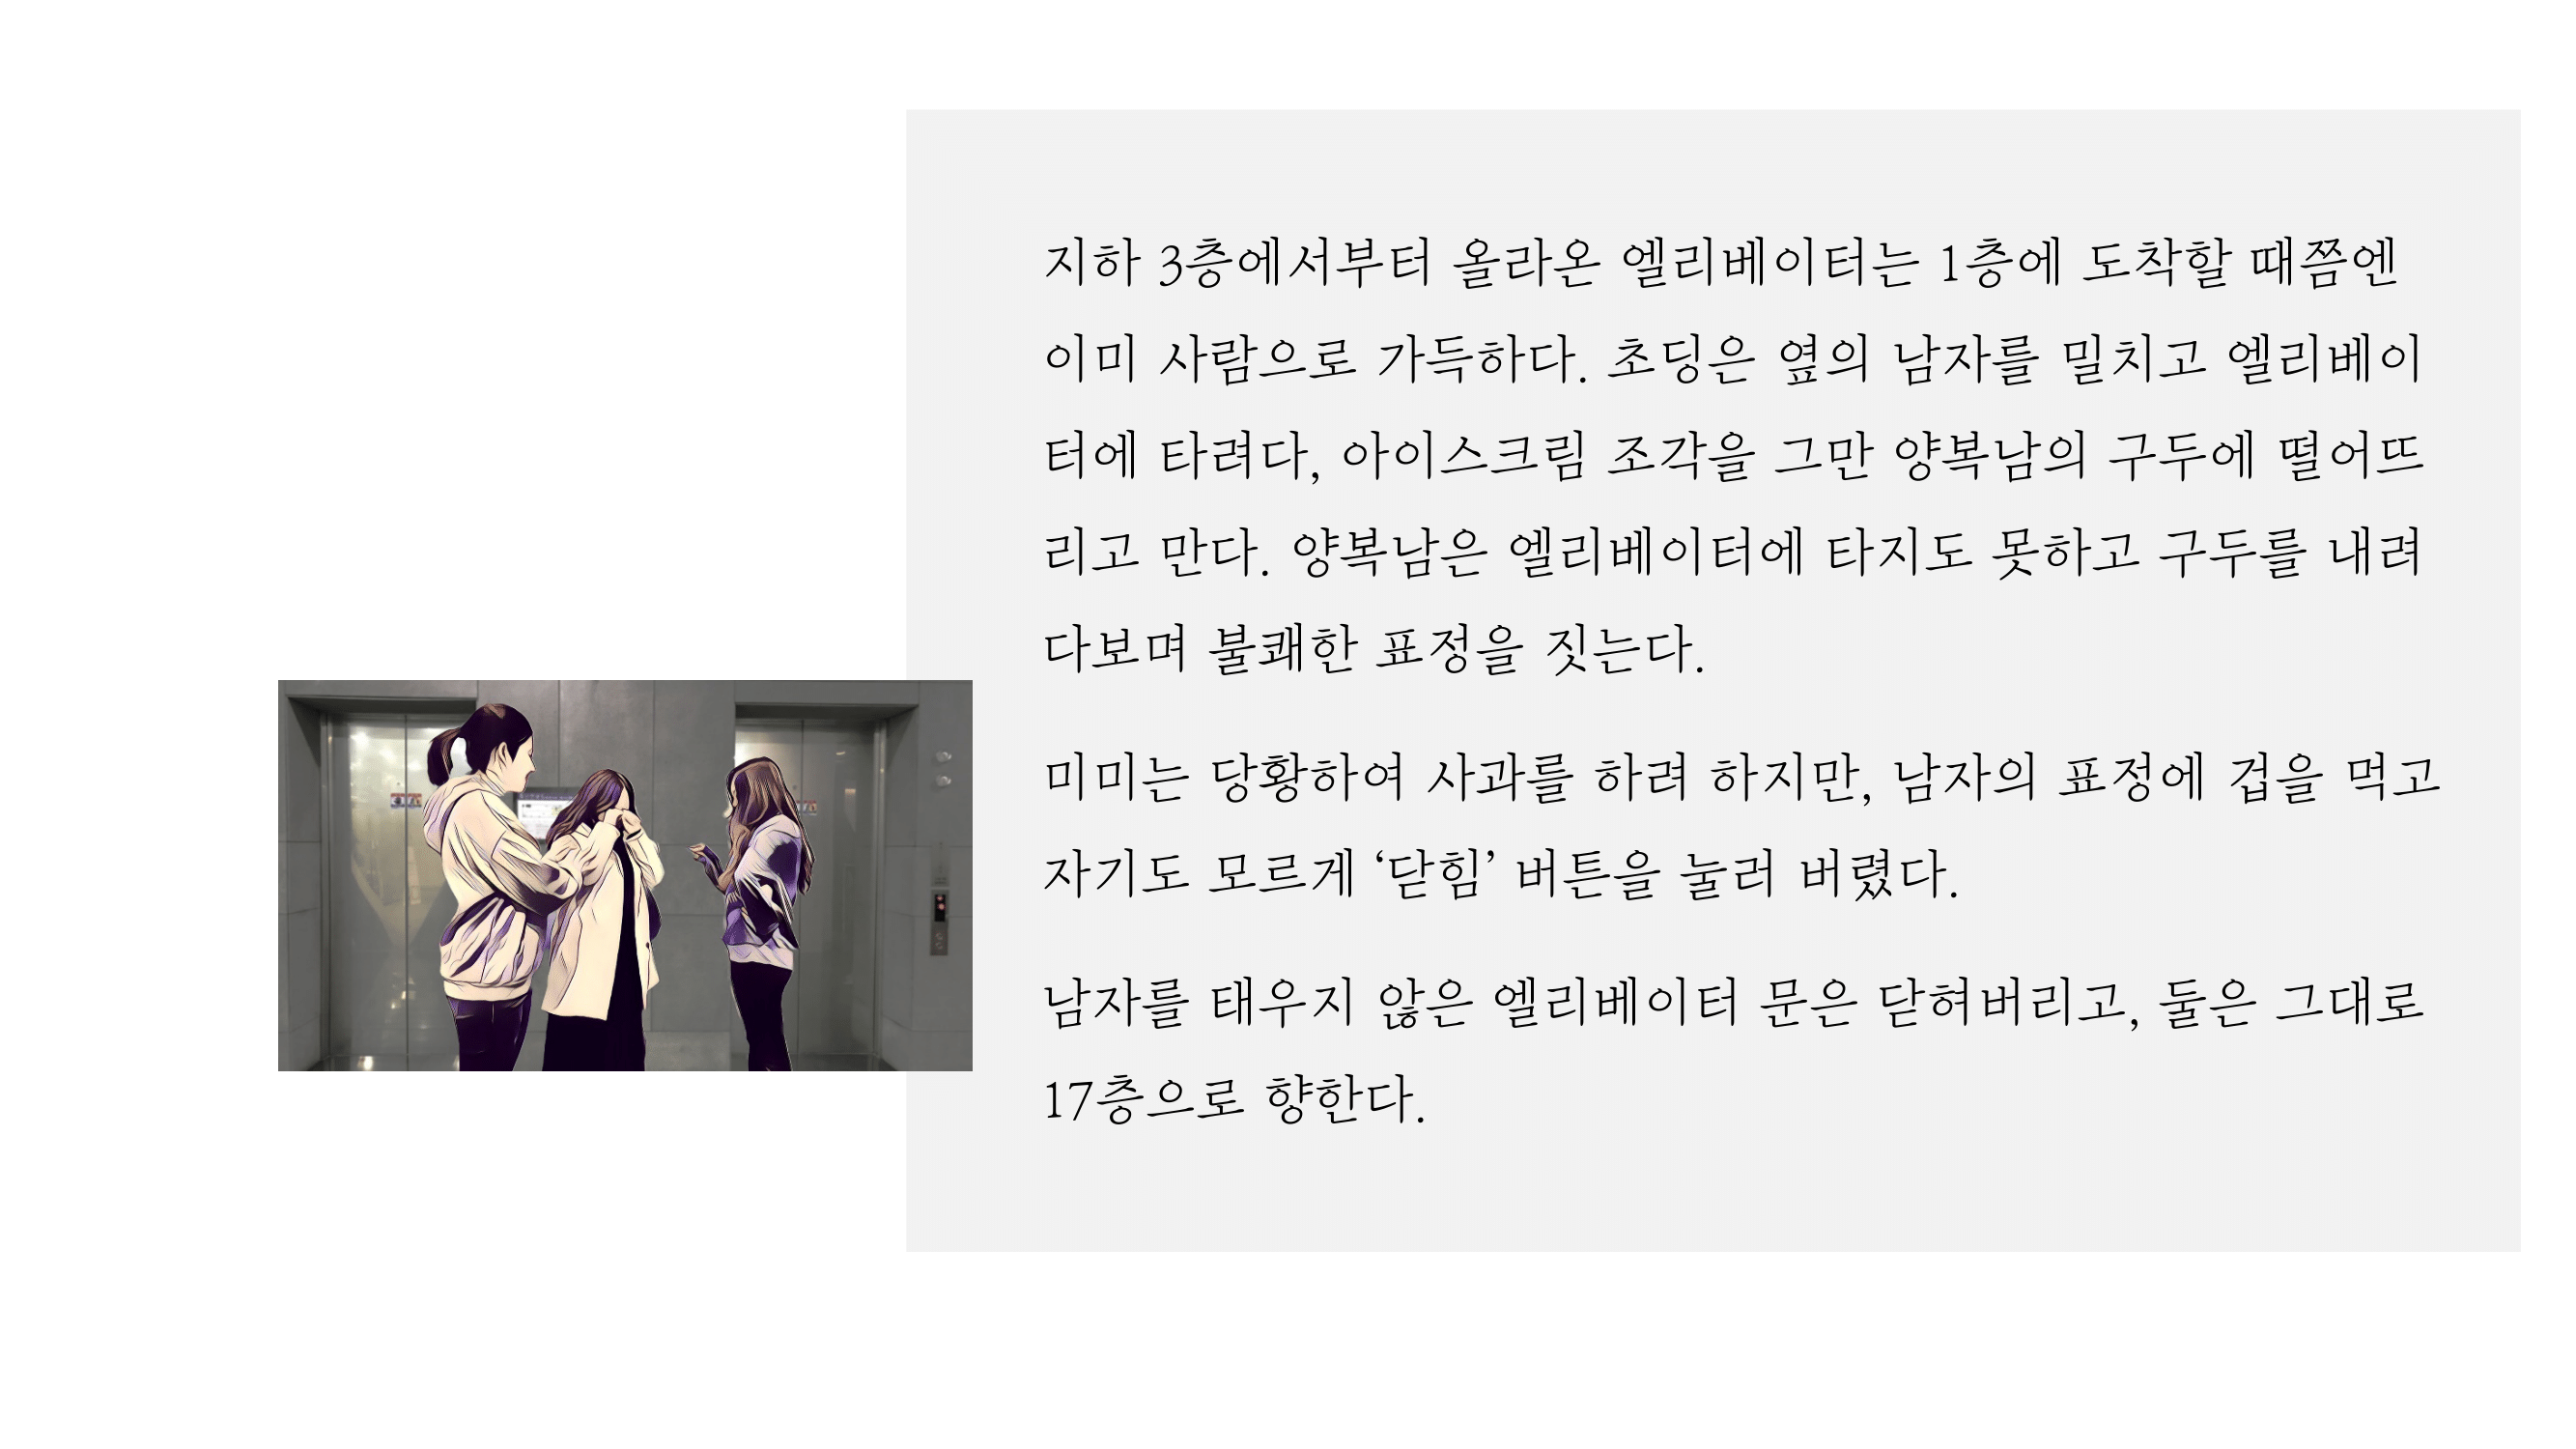 지하 3층에서부터 올라온 엘리베이터는 1층에 도착할 때쯤엔
이미 사람으로 가득하다. 초딩은 옆의 남자를 밀치고 엘리베이
터에 타려다, 아이스크림 조각을 그만 양복남의 구두에 떨어뜨
리고 만다. 양복남은 엘리베이터에 타지도 못하고 구두를 내려
다보며 불쾌한 표정을 짓는다.
미미는 당황하여 사과를 하려 하지만, 남자의 표정에 겁을 먹고
자기도 모르게 ‘닫힘’ 버튼을 눌러 버렸다.
남자를 태우지 않은 엘리베이터 문은 닫혀버리고, 둘은 그대로
17층으로 향한다.